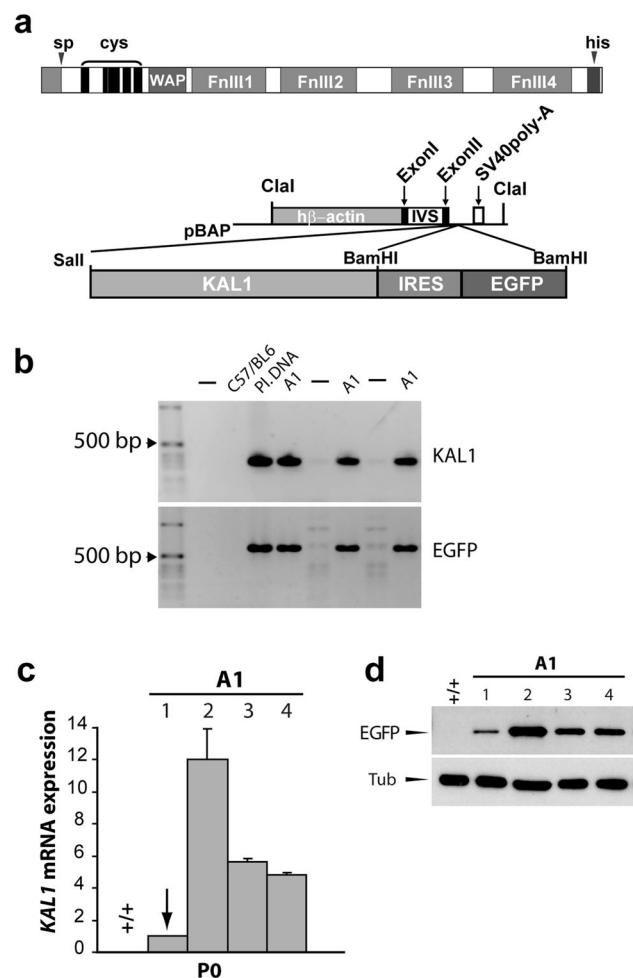 a
sp
cys
his
WAP
FnIII1
FnIII2
FnIII3
FnIII4
ExonI
ExonII
SV40poly-A
ClaI
ClaI
hβ-actin
IVS
pBAP
SalI
BamHI
BamHI
KAL1
IRES
EGFP
b
— C57/BL6 Pl. DNA A1 — A1 — A1
500 bp
KAL1
500 bp
EGFP
c
A1
1 2 3 4
14
12
10
8
6
4
2
0
KAL1 mRNA expression
+/+
P0
d
+/+
A1
1 2 3 4
EGFP
Tub